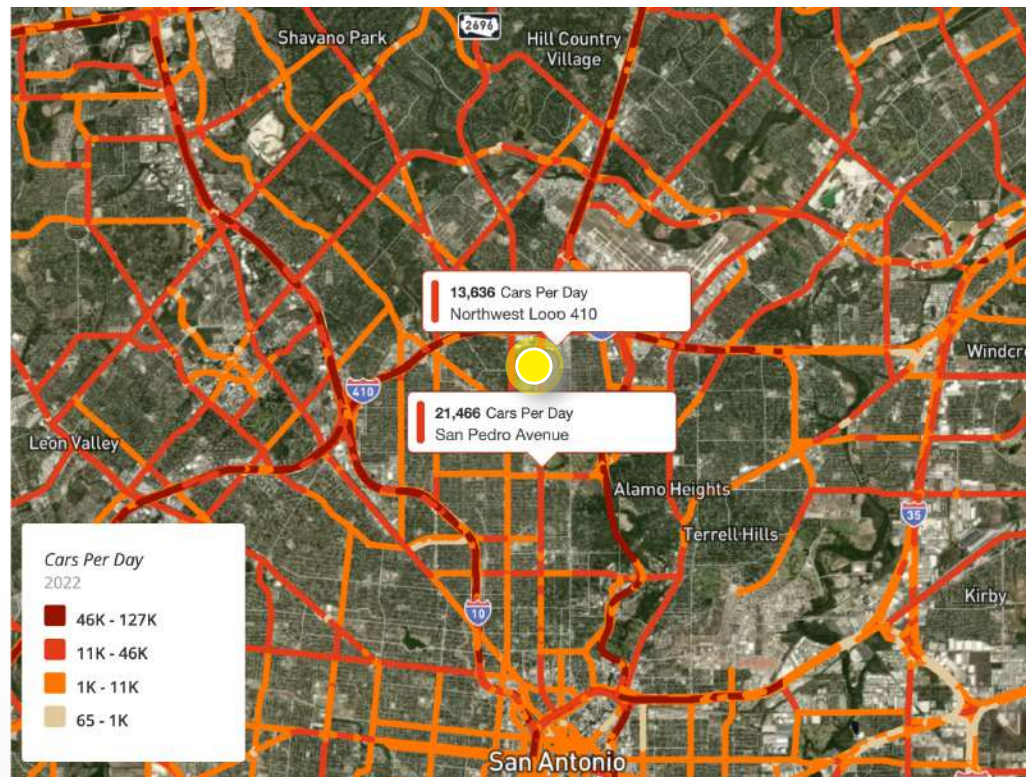 2696
Shavano Park
Hill Country
Village
13,636 Cars Per Day
Northwest Loop 410
Windcre
410
21,466 Cars Per Day
San Pedro Avenue
Leon Valley
Alamo Heights
35
Terrell Hills
Cars Per Day
2022
46K - 127K
11K - 46K
1K - 11K
65 - 1K
Kirby
10
San Antonio